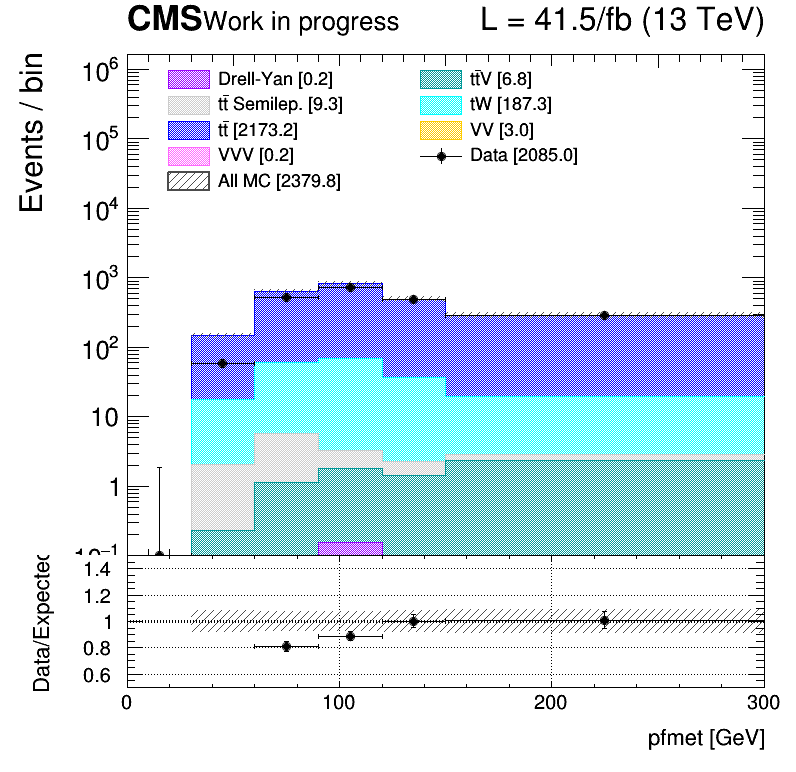 CMS Work in progress L = 41.5/fb (13 TeV)
Events / bin
Drell-Yan [0.2] tt̄V [6.8]
tt̄ Semilep. [9.3] tW [187.3]
tt̄ [2173.2] VV [3.0]
VVV [0.2] Data [2085.0]
All MC [2379.8]
10⁶
10⁵
10⁴
10³
10²
10
1
10⁻¹
Data/Expected
1.4
1.2
1
0.8
0.6
0 100 200 300
pfmet [GeV]